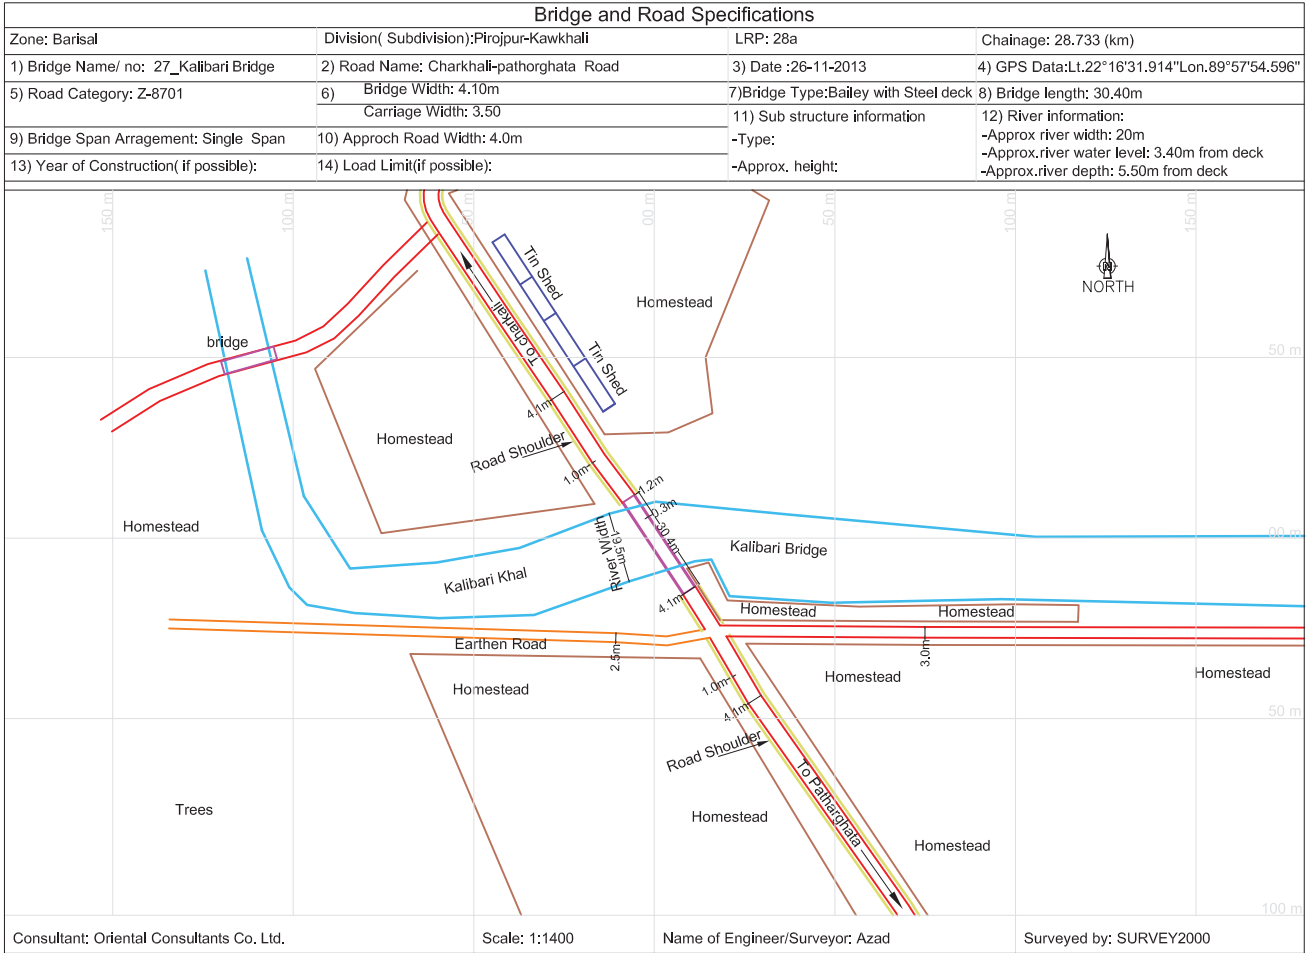 Bridge and Road Specifications
Zone: Barisal
Division( Subdivision):Pirojpur-Kawkhali
LRP: 28a
Chainage: 28.733 (km)
1) Bridge Name/ no: 27_Kalibari Bridge
2) Road Name: Charkhali-pathorghata Road
3) Date :26-11-2013
4) GPS Data:Lt.22°16'31.914"Lon.89°57'54.596"
5) Road Category: Z-8701
6) Bridge Width: 4.10m
Carriage Width: 3.50
7)Bridge Type:Bailey with Steel deck
8) Bridge length: 30.40m
9) Bridge Span Arragement: Single Span
10) Approch Road Width: 4.0m
11) Sub structure information
-Type:
-Approx. height:
12) River information:
-Approx river width: 20m
-Approx.river water level: 3.40m from deck
-Approx.river depth: 5.50m from deck
13) Year of Construction( if possible):
14) Load Limit(if possible):
150 m
100 m
50 m
00 m
50 m
100 m
150 m
Tin Shed
Homestead
NORTH
To charkali
bridge
Tin Shed
50 m
4.1m
Homestead
Road Shoulder
1.0m
1.2m
0.3m
Homestead
River Width
19.5m
30.4m
00 m
Kalibari Bridge
Kalibari Khal
4.1m
Homestead
Homestead
Earthen Road
2.5m
3.0m
Homestead
1.0m
Homestead
Homestead
4.1m
50 m
Road Shoulder
To Patharghata
Trees
Homestead
Homestead
100 m
Consultant: Oriental Consultants Co. Ltd.
Scale: 1:1400
Name of Engineer/Surveyor: Azad
Surveyed by: SURVEY2000